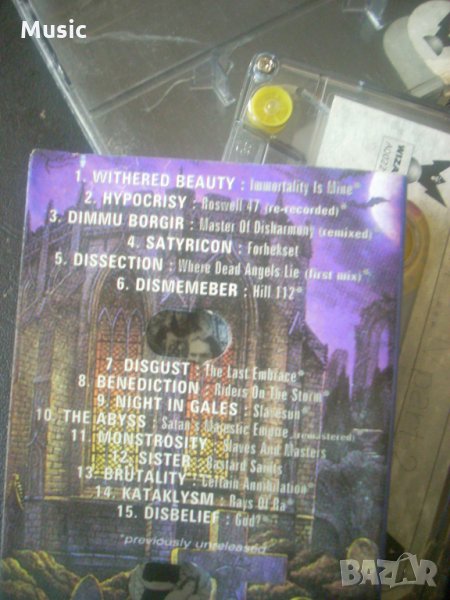 Music
WIZA
1. WITHERED BEAUTY : Immortality Is Mine*
2. HYPOCRISY : Roswell 47 (re-recorded)*
3. DIMMU BORGIR : Master Of Disharmony (remixed)
4. SATYRICON : Forhekset
5. DISSECTION : Where Dead Angels Lie (first mix)*
6. DISMEMEBER : Hill 112*
7. DISGUST : The Last Embrace*
8. BENEDICTION : Riders On The Storm*
9. NIGHT IN GALES : Slavesun*
10. THE ABYSS : Satan's Majestic Empire (remastered)
11. MONSTROSITY : Slaves And Masters
12. SISTER : Bastard Saints
13. BRUTALITY : Certain Annihilation*
14. KATAKLYSM : Rays Of Ra*
15. DISBELIEF : God?*
*previously unreleased
BAZAR